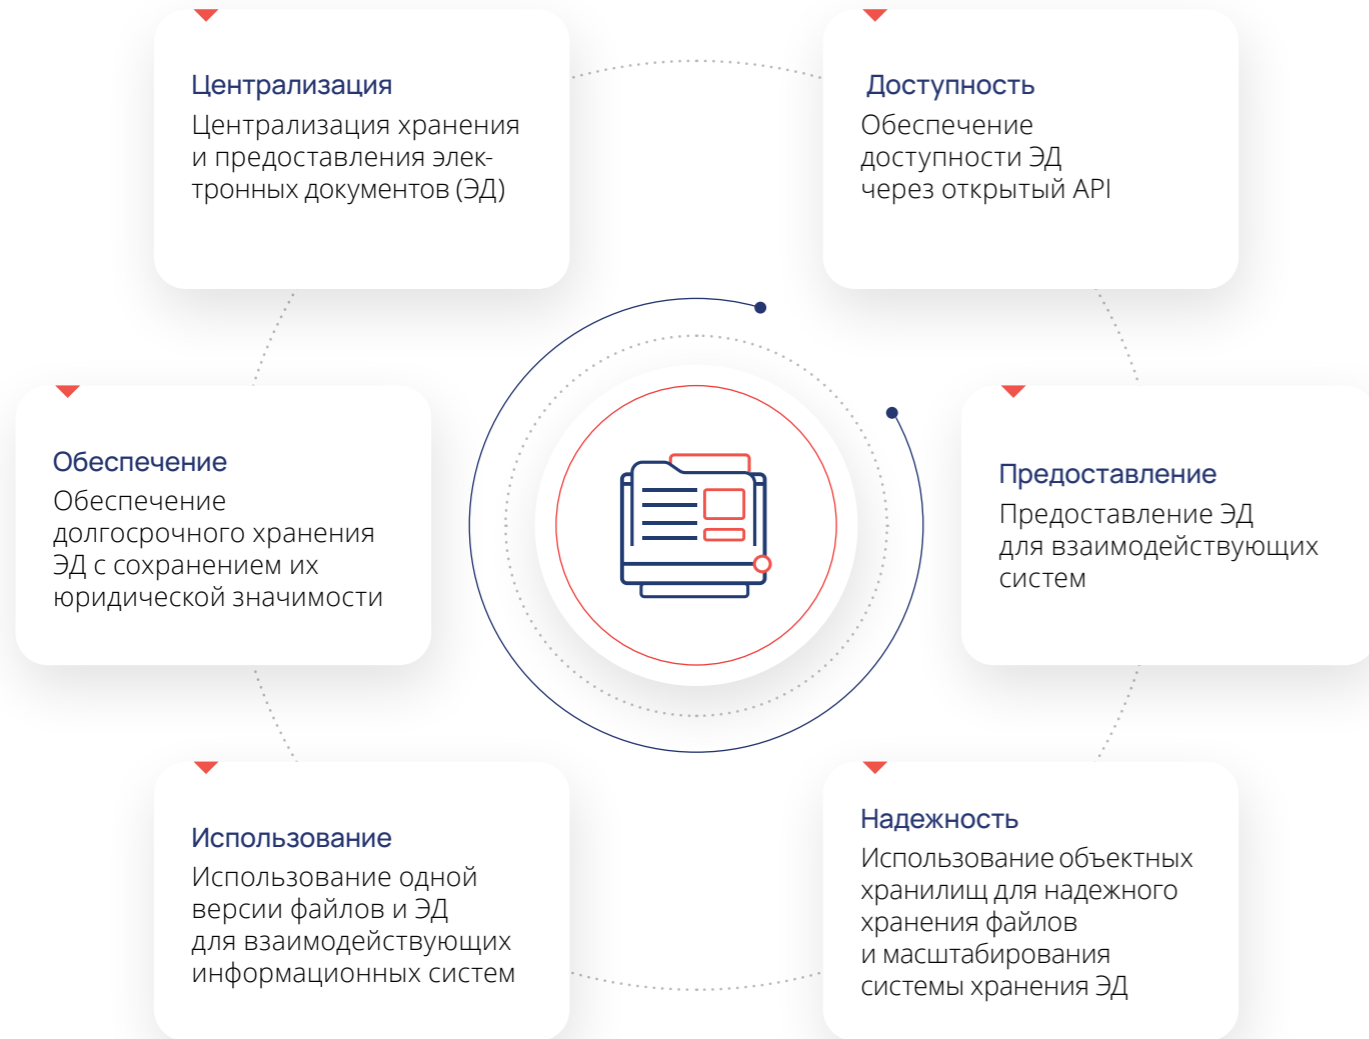 Централизация
Централизация хранения
и предоставления элек-
тронных документов (ЭД)
Доступность
Обеспечение
доступности ЭД
через открытый API
Обеспечение
Обеспечение
долгосрочного хранения
ЭД с сохранением их
юридической значимости
Предоставление
Предоставление ЭД
для взаимодействующих
систем
Использование
Использование одной
версии файлов и ЭД
для взаимодействующих
информационных систем
Надежность
Использование объектных
хранилищ для надежного
хранения файлов
и масштабирования
системы хранения ЭД